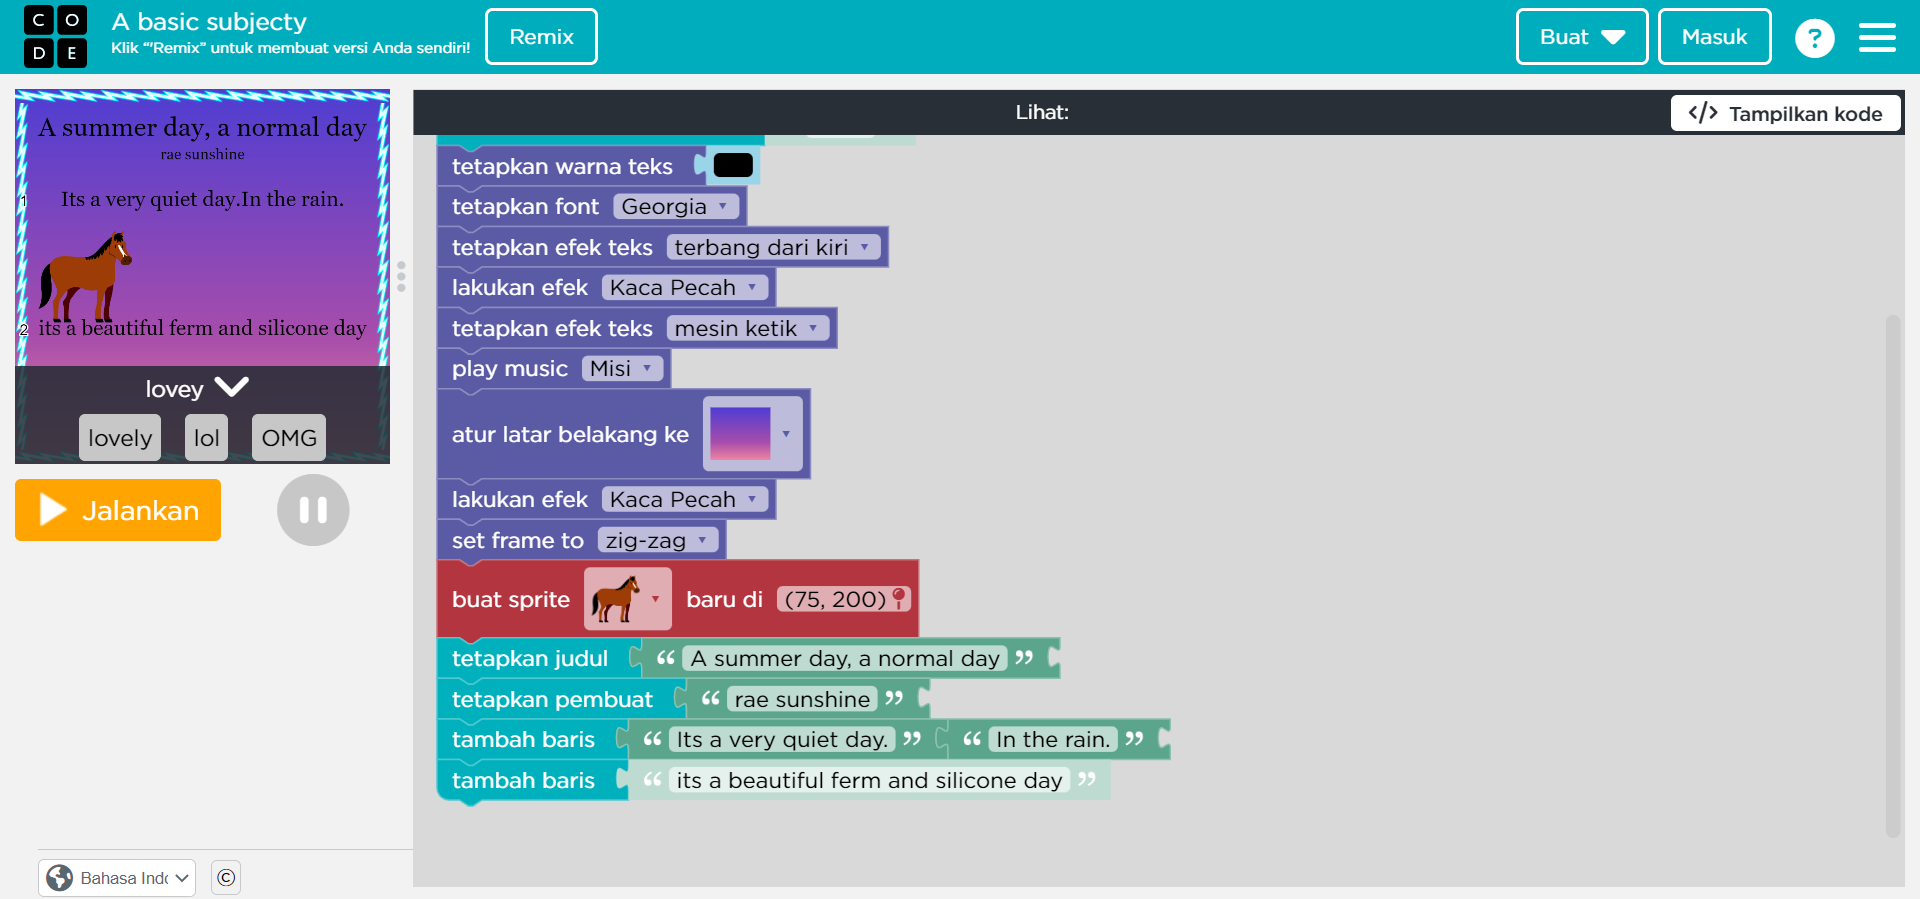 CODE
A basic subjecty
Klik “'Remix” untuk membuat versi Anda sendiri!
Remix
Buat
Masuk
?
A summer day, a normal day
rae sunshine
1 Its a very quiet day.In the rain.
2 its a beautiful ferm and silicone day
lovey
lovely lol OMG
Jalankan
Lihat:
</> Tampilkan kode
tetapkan warna teks
tetapkan font Georgia
tetapkan efek teks terbang dari kiri
lakukan efek Kaca Pecah
tetapkan efek teks mesin ketik
play music Misi
atur latar belakang ke
lakukan efek Kaca Pecah
set frame to zig-zag
buat sprite baru di (75, 200)
tetapkan judul “ A summer day, a normal day ”
tetapkan pembuat “ rae sunshine ”
tambah baris “ Its a very quiet day. ” “ In the rain. ”
tambah baris “ its a beautiful ferm and silicone day ”
Bahasa Ind
©